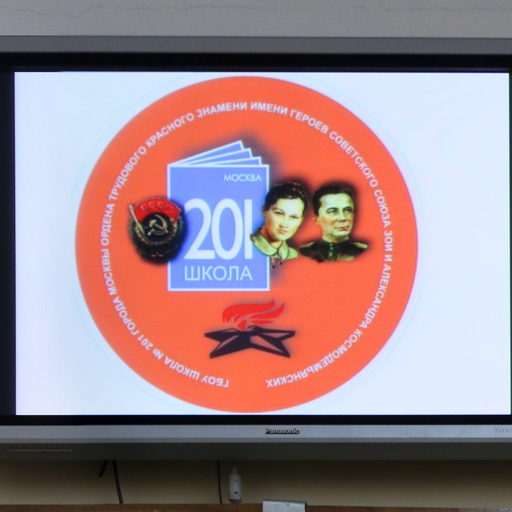 ГБОУ ШКОЛА № 201 ГОРОДА МОСКВЫ ОРДЕНА ТРУДОВОГО КРАСНОГО ЗНАМЕНИ ИМЕНИ ГЕРОЕВ СОВЕТСКОГО СОЮЗА ЗОИ И АЛЕКСАНДРА КОСМОДЕМЬЯНСКИХ
МОСКВА
СССР
201
ШКОЛА
Panasonic